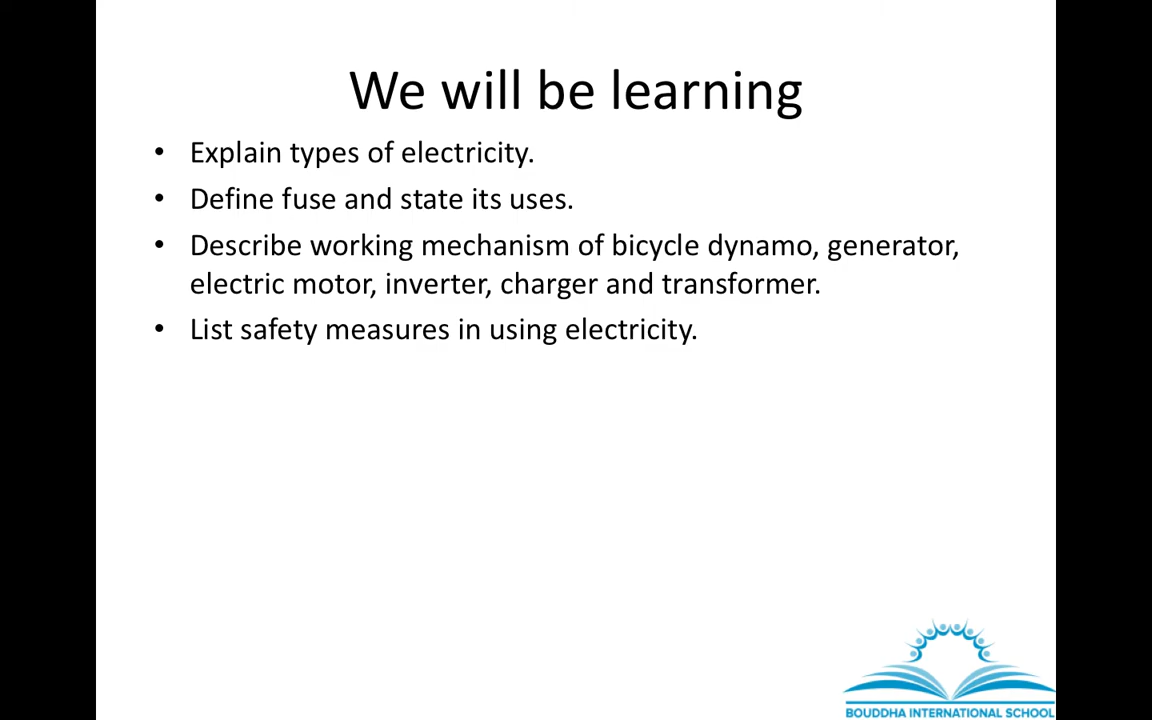 We will be learning
• Explain types of electricity.
• Define fuse and state its uses.
• Describe working mechanism of bicycle dynamo, generator,
electric motor, inverter, charger and transformer.
• List safety measures in using electricity.
BOUDDHA INTERNATIONAL SCHOOL